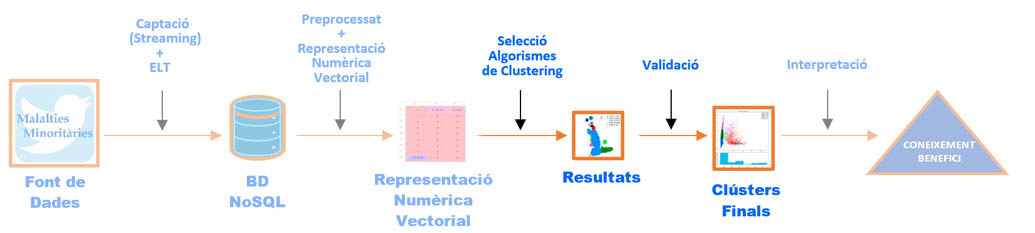 Captació
(Streaming)
+
ELT
Preprocessat
+
Representació
Numèrica
Vectorial
Selecció
Algorismes
de Clustering
Validació
Interpretació
Malalties
Minoritàries
CONEIXEMENT
BENEFICI
Font de
Dades
BD
NoSQL
Representació
Numèrica
Vectorial
Resultats
Clústers
Finals